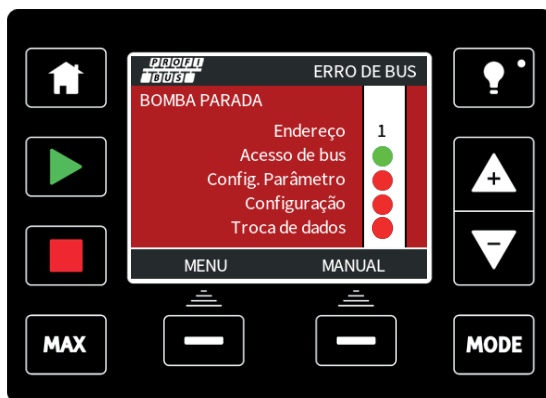 PROFI
BUS
ERRO DE BUS
BOMBA PARADA
Endereço 1
Acesso de bus
Config. Parâmetro
Configuração
Troca de dados
MENU MANUAL
+
-
MAX
MODE